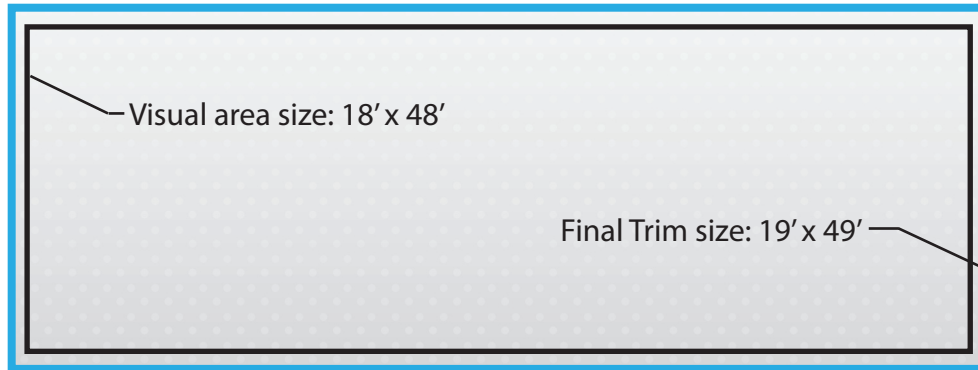 Visual area size: 18’ x 48’
Final Trim size: 19’ x 49’